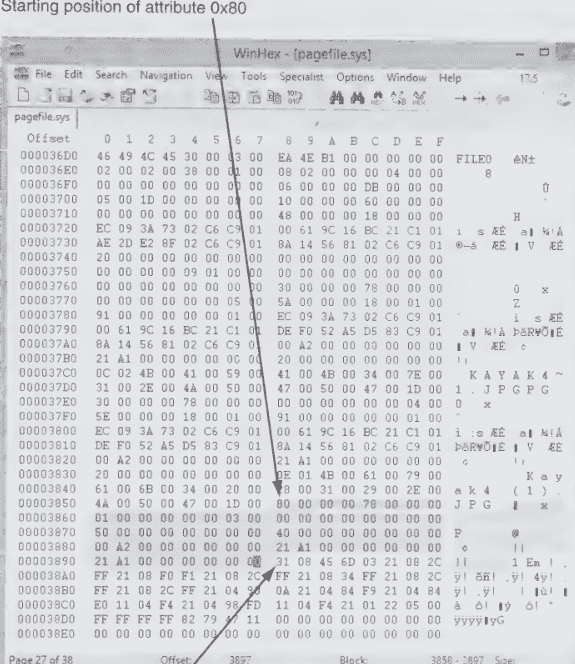 Starting position of attribute 0x80
WinHex - [pagefile.sys]
File Edit Search Navigation View Tools Specialist Options Window Help 17.5
pagefile.sys
Offset 0 1 2 3 4 5 6 7 8 9 A B C D E F
000036D0 46 49 4C 45 30 00 03 00 EA 4E B1 00 00 00 00 00 FILE0 êN±
000036E0 02 00 02 00 38 00 01 00 08 02 00 00 00 04 00 00 8
000036F0 00 00 00 00 00 00 00 00 06 00 00 00 DB 00 00 00 Û
00003700 05 00 1D 00 00 00 00 00 10 00 00 00 60 00 00 00
00003710 00 00 00 00 00 00 00 00 48 00 00 00 18 00 00 00 H
00003720 EC 09 3A 73 02 C6 C9 01 00 61 9C 16 BC 21 C1 01
00003730 AE 2D E2 8F 02 C6 C9 01 8A 14 56 81 02 C6 C9 01
00003740 20 00 00 00 00 00 00 00 00 00 00 00 00 00 00 00
00003750 00 00 00 00 09 01 00 00 00 00 00 00 00 00 00 00
00003760 00 00 00 00 00 00 00 00 30 00 00 00 78 00 00 00 0 x
00003770 00 00 00 00 00 00 05 00 5A 00 00 00 18 00 01 00 Z
00003780 91 00 00 00 00 00 01 00 EC 09 3A 73 02 C6 C9 01
00003790 00 61 9C 16 BC 21 C1 01 DE F0 52 A5 D5 83 C9 01
000037A0 8A 14 56 81 02 C6 C9 01 00 A2 00 00 00 00 00 00
000037B0 21 A1 00 00 00 00 00 00 20 00 00 00 00 00 00 00
000037C0 0C 02 4B 00 41 00 59 00 41 00 4B 00 34 00 7E 00 K A Y A K 4 ~
000037D0 31 00 2E 00 4A 00 50 00 47 00 50 00 47 00 1D 00 1 . J P G P G
000037E0 30 00 00 00 78 00 00 00 00 00 00 00 00 00 04 00 0 x
000037F0 5E 00 00 00 18 00 01 00 91 00 00 00 00 00 01 00
00003800 EC 09 3A 73 02 C6 C9 01 00 61 9C 16 BC 21 C1 01
00003810 DE F0 52 A5 D5 83 C9 01 8A 14 56 81 02 C6 C9 01
00003820 00 A2 00 00 00 00 00 00 21 A1 00 00 00 00 00 00
00003830 20 00 00 00 00 00 00 00 0E 01 4B 00 61 00 79 00 K a y
00003840 61 00 6B 00 34 00 20 00 28 00 31 00 29 00 2E 00 a k 4 ( 1 ) .
00003850 4A 00 50 00 47 00 1D 00 80 00 00 00 78 00 00 00 J P G
00003860 01 00 00 00 00 00 03 00 00 00 00 00 00 00 00 00
00003870 50 00 00 00 00 00 00 00 40 00 00 00 00 00 00 00 P @
00003880 00 A2 00 00 00 00 00 00 21 A1 00 00 00 00 00 00
00003890 21 A1 00 00 00 00 00 31 08 45 6D 03 21 08 2C
000038A0 FF 21 08 F0 F1 21 08 2C FF 21 08 34 FF 21 08 2C
000038B0 FF 21 08 2C FF 21 04 0A 21 04 84 F9 21 04 84
000038C0 E0 11 04 F4 21 04 98 FD 11 04 F4 21 01 22 05 00
000038D0 FF FF FF FF 82 79 47 11 00 00 00 00 00 00 00 00 ÿÿÿÿ yG
000038E0 00 00 00 00 00 00 00 00 00 00 00 00 00 00 00 00
Page 27 of 38 Offset: 3897 Block: 3858 - 3897 Size: